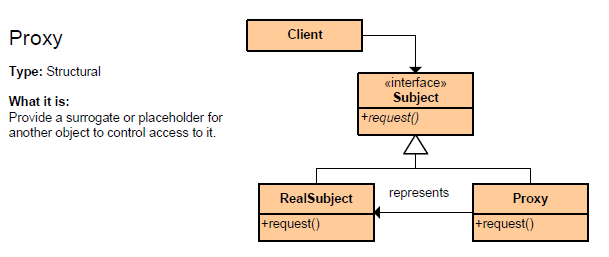 Proxy
Type: Structural
What it is:
Provide a surrogate or placeholder for
another object to control access to it.
Client
«interface»
Subject
+request()
RealSubject
+request()
represents
Proxy
+request()